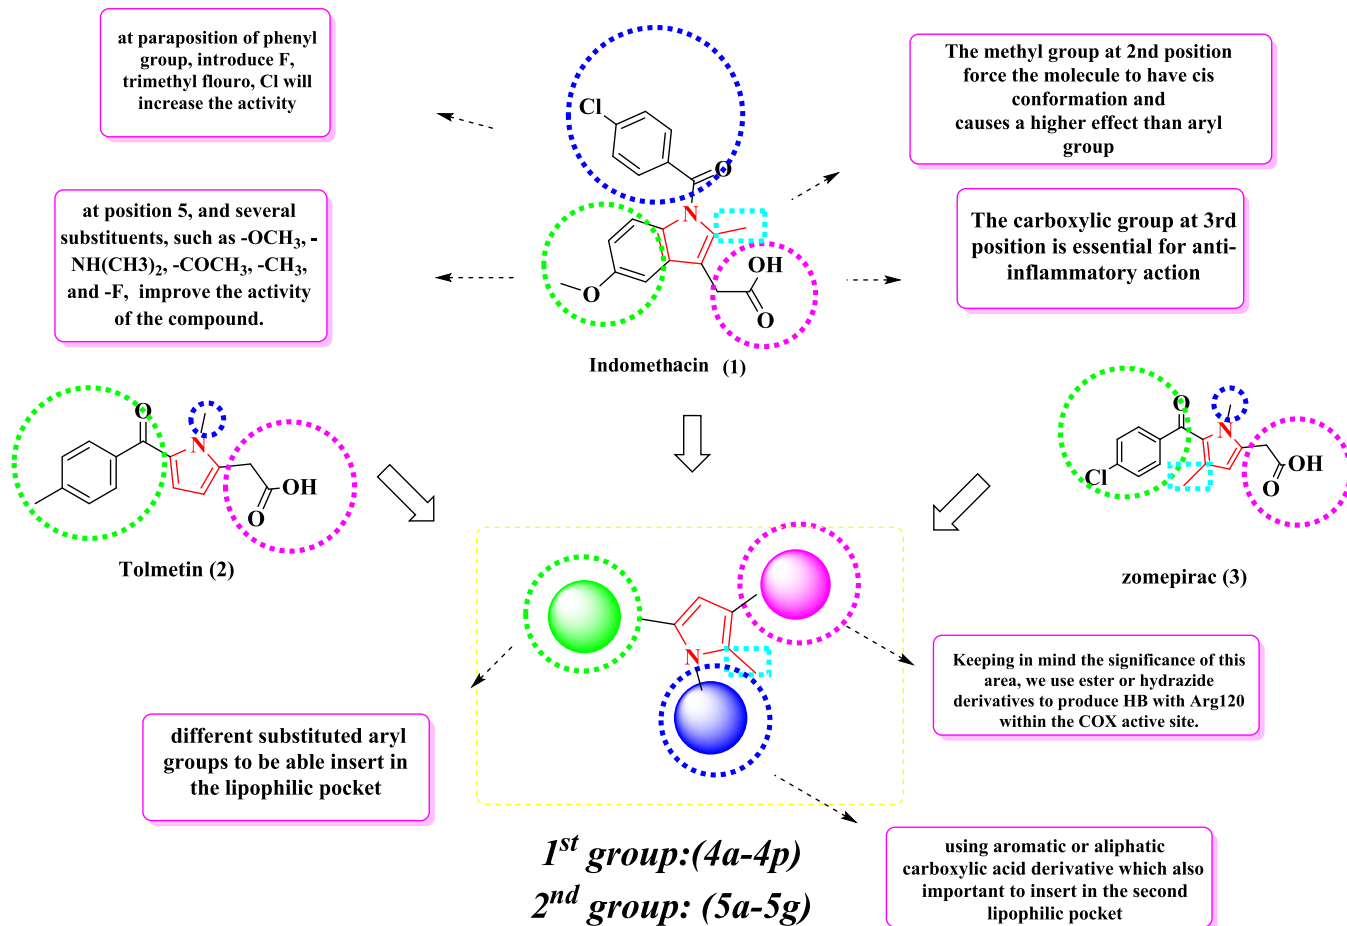 at paraposition of phenyl
group, introduce F,
trimethyl flouro, Cl will
increase the activity
The methyl group at 2nd position
force the molecule to have cis
conformation and
causes a higher effect than aryl
group
Cl
O
N
OH
O
O
at position 5, and several
substituents, such as -OCH3, -
NH(CH3)2, -COCH3, -CH3,
and -F, improve the activity
of the compound.
The carboxylic group at 3rd
position is essential for anti-
inflammatory action
Indomethacin (1)
O
N
OH
O
Tolmetin (2)
O
N
Cl
OH
O
zomepirac (3)
N
Keeping in mind the significance of this
area, we use ester or hydrazide
derivatives to produce HB with Arg120
within the COX active site.
different substituted aryl
groups to be able insert in
the lipophilic pocket
using aromatic or aliphatic
carboxylic acid derivative which also
important to insert in the second
lipophilic pocket
1st group:(4a-4p)
2nd group: (5a-5g)